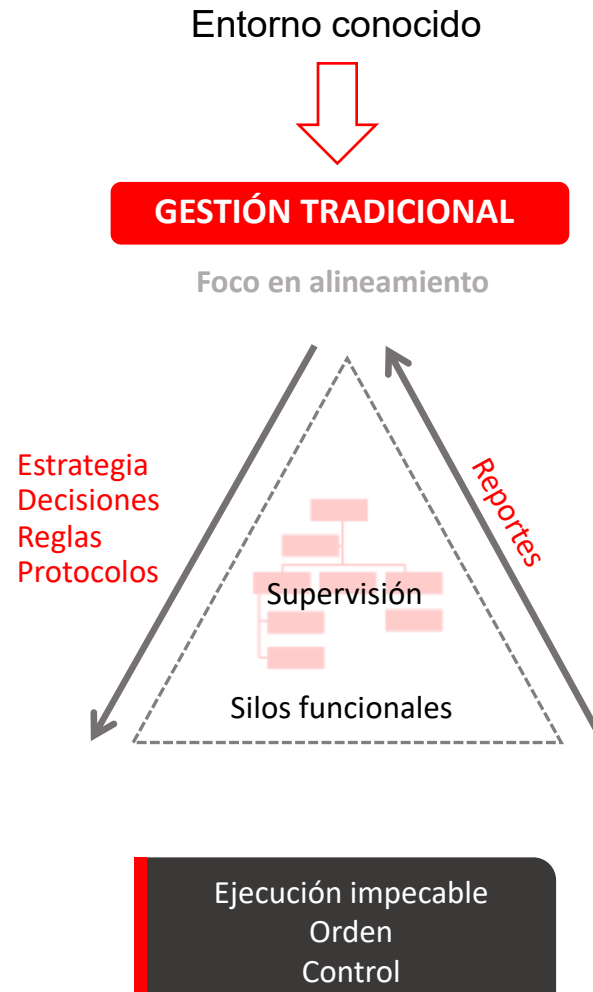 Entorno conocido
GESTIÓN TRADICIONAL
Foco en alineamiento
Estrategia
Decisiones
Reglas
Protocolos
Reportes
Supervisión
Silos funcionales
Ejecución impecable
Orden
Control